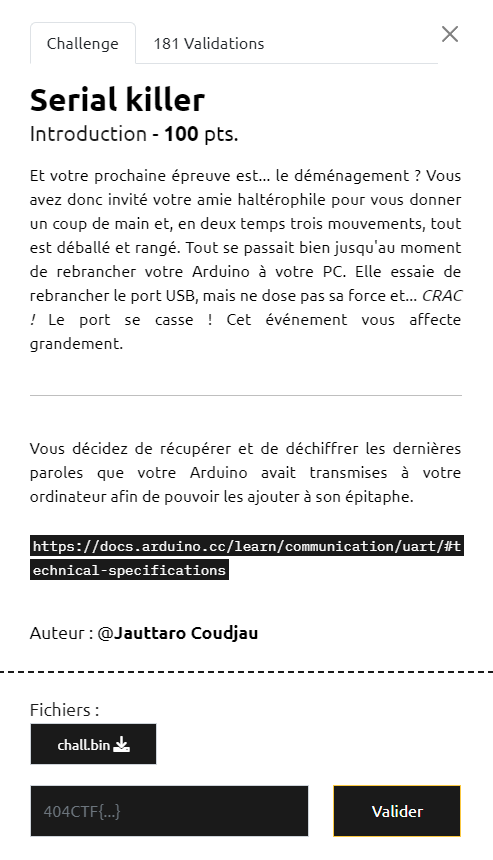 Challenge
181 Validations
Serial killer
Introduction - 100 pts.
Et votre prochaine épreuve est... le déménagement ? Vous
avez donc invité votre amie haltérophile pour vous donner
un coup de main et, en deux temps trois mouvements, tout
est déballé et rangé. Tout se passait bien jusqu'au moment
de rebrancher votre Arduino à votre PC. Elle essaie de
rebrancher le port USB, mais ne dose pas sa force et... CRAC
! Le port se casse ! Cet événement vous affecte
grandement.
Vous décidez de récupérer et de déchiffrer les dernières
paroles que votre Arduino avait transmises à votre
ordinateur afin de pouvoir les ajouter à son épitaphe.
https://docs.arduino.cc/learn/communication/uart/#t
echnical-specifications
Auteur : @Jauttaro Coudjau
Fichiers :
chall.bin
404CTF{...}
Valider